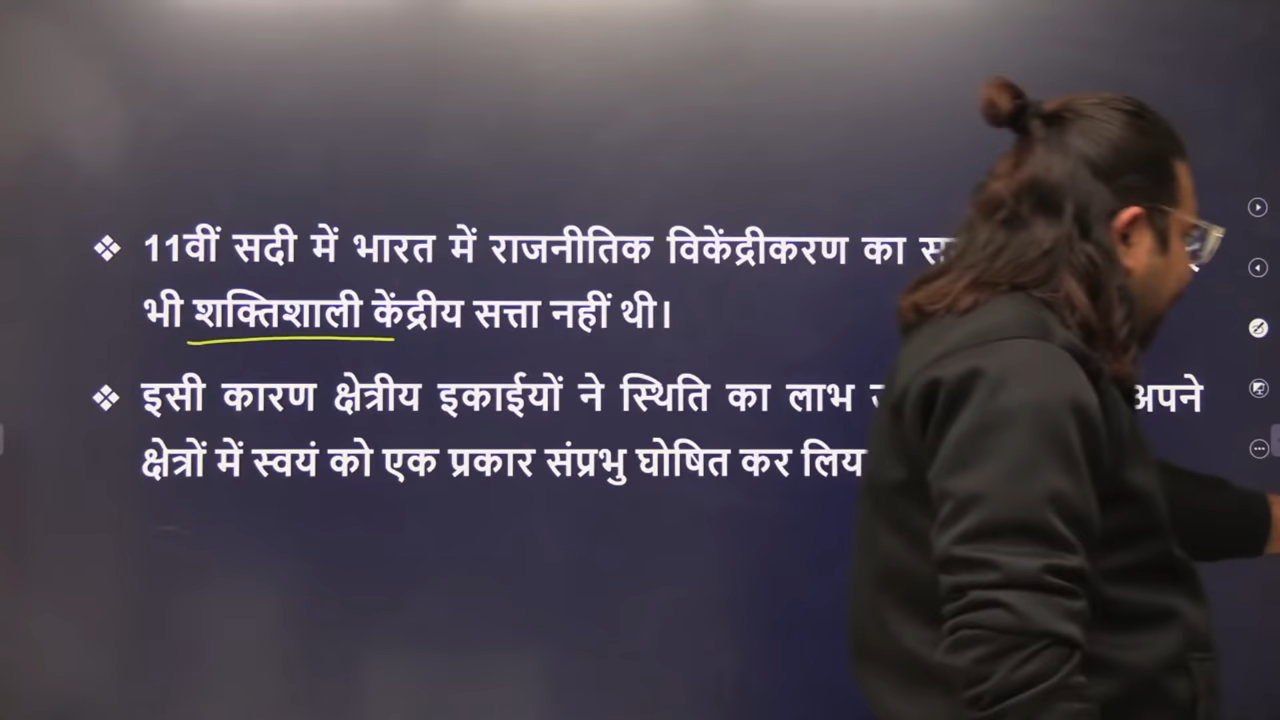 11वीं सदी में भारत में राजनीतिक विकेंद्रीकरण का
भी शक्तिशाली केंद्रीय सत्ता नहीं थी।
इसी कारण क्षेत्रीय इकाईयों ने स्थिति का लाभ अपने
क्षेत्रों में स्वयं को एक प्रकार संप्रभु घोषित कर